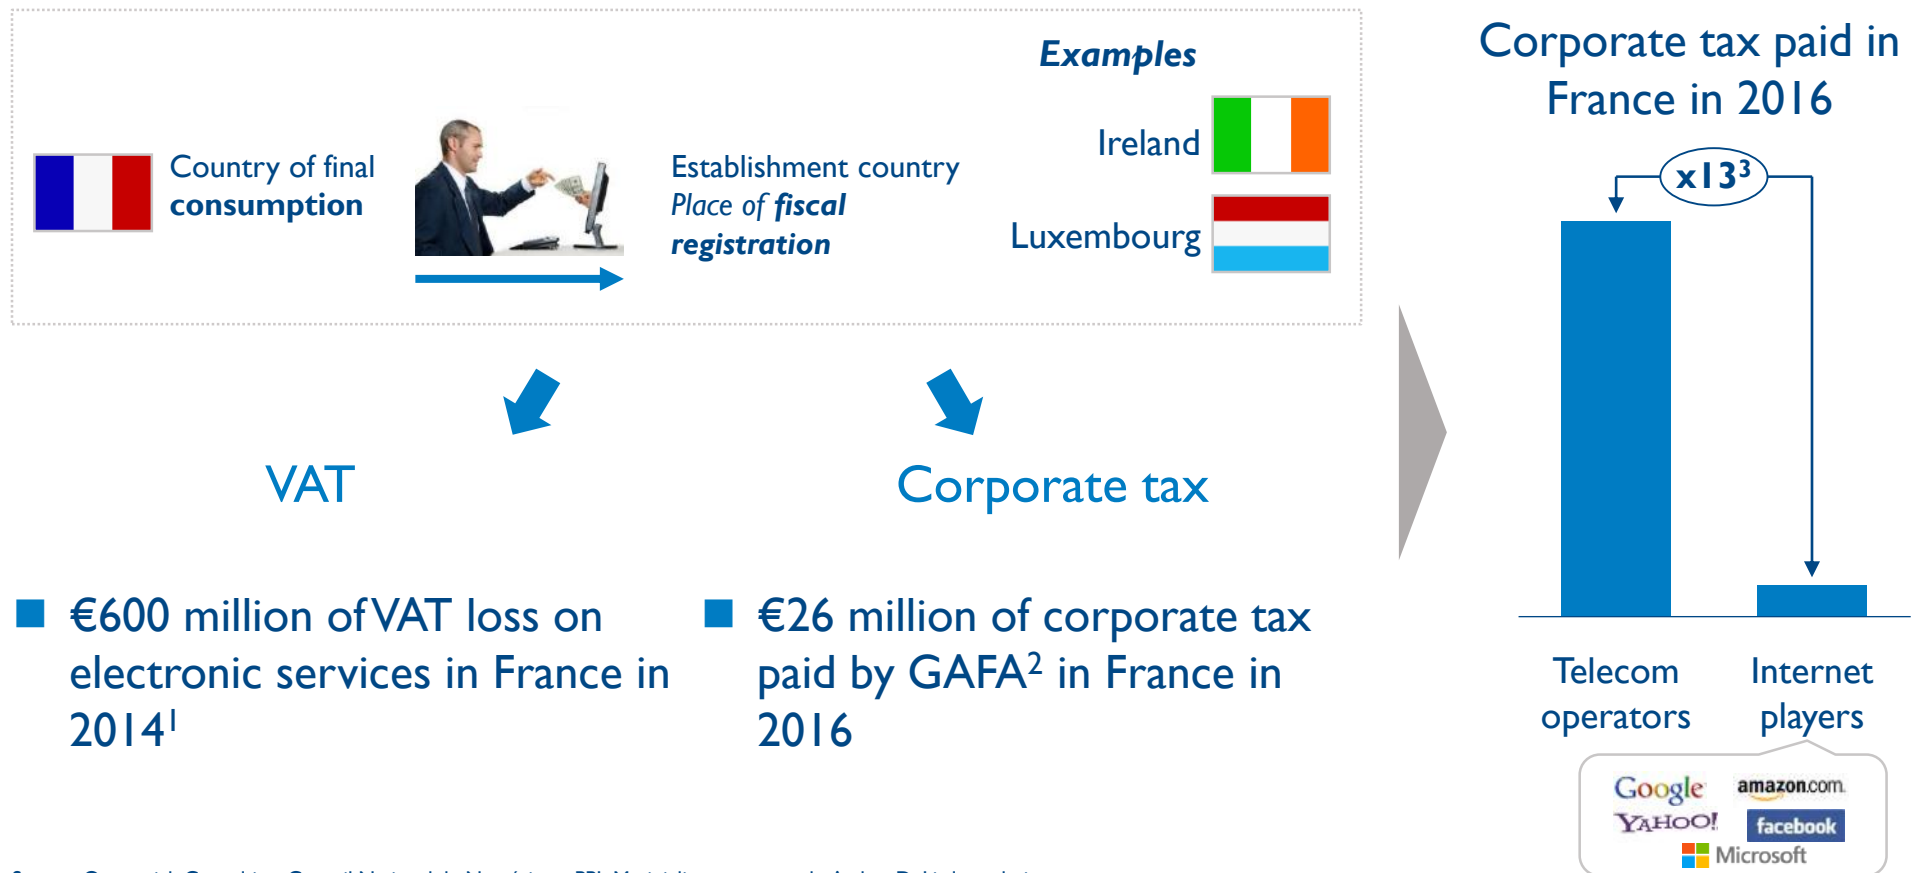 Examples
Country of final
consumption
Establishment country
Place of fiscal
registration
Ireland
Luxembourg
VAT
Corporate tax
■ €600 million of VAT loss on
electronic services in France in
2014¹
■ €26 million of corporate tax
paid by GAFA² in France in
2016
Corporate tax paid in
France in 2016
x13³
Telecom
operators
Internet
players
Google
amazon.com.
YAHOO!
facebook
Microsoft